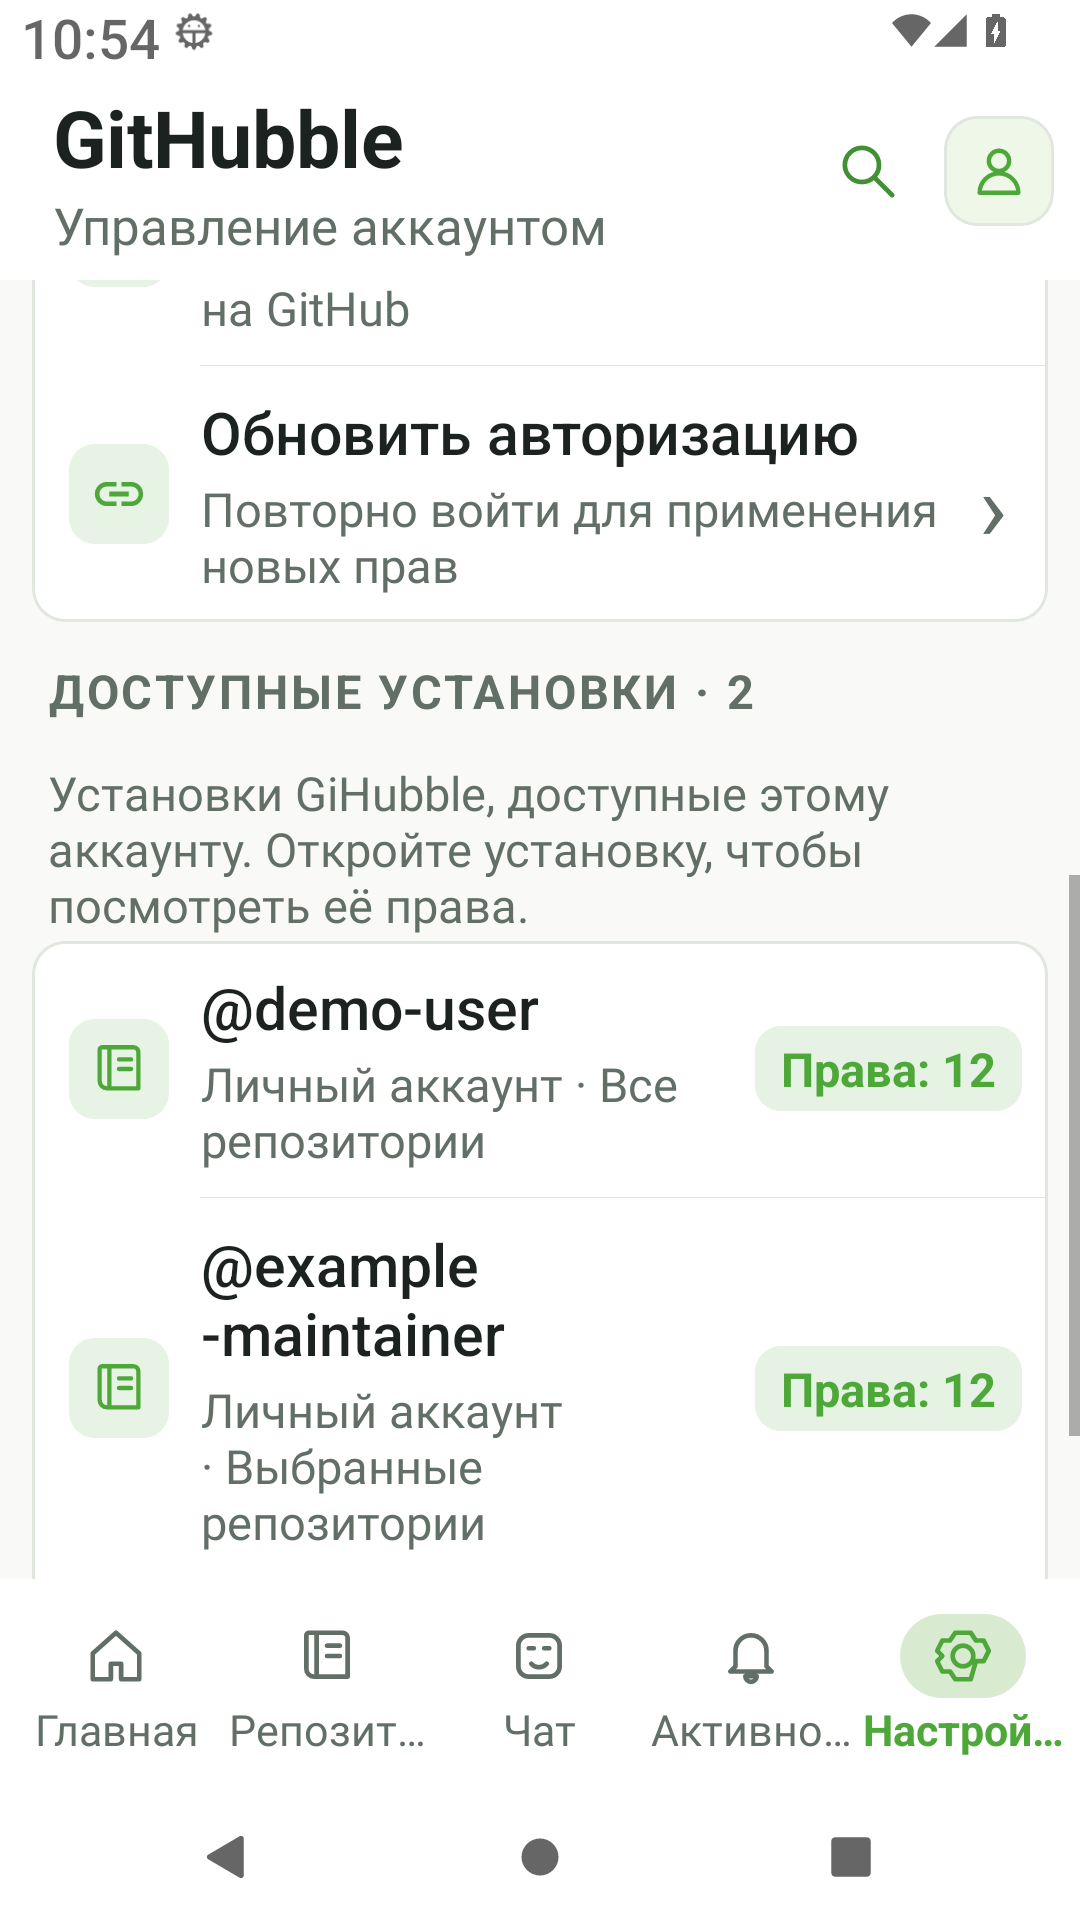 10:54
GitHubble
Управление аккаунтом
на GitHub
Обновить авторизацию
Повторно войти для применения
новых прав
ДОСТУПНЫЕ УСТАНОВКИ · 2
Установки GiHubble, доступные этому
аккаунту. Откройте установку, чтобы
посмотреть её права.
@demo-user
Личный аккаунт · Все
репозитории
Права: 12
@example
-maintainer
Личный аккаунт
· Выбранные
репозитории
Права: 12
Главная
Репозит…
Чат
Активно…
Настрой…